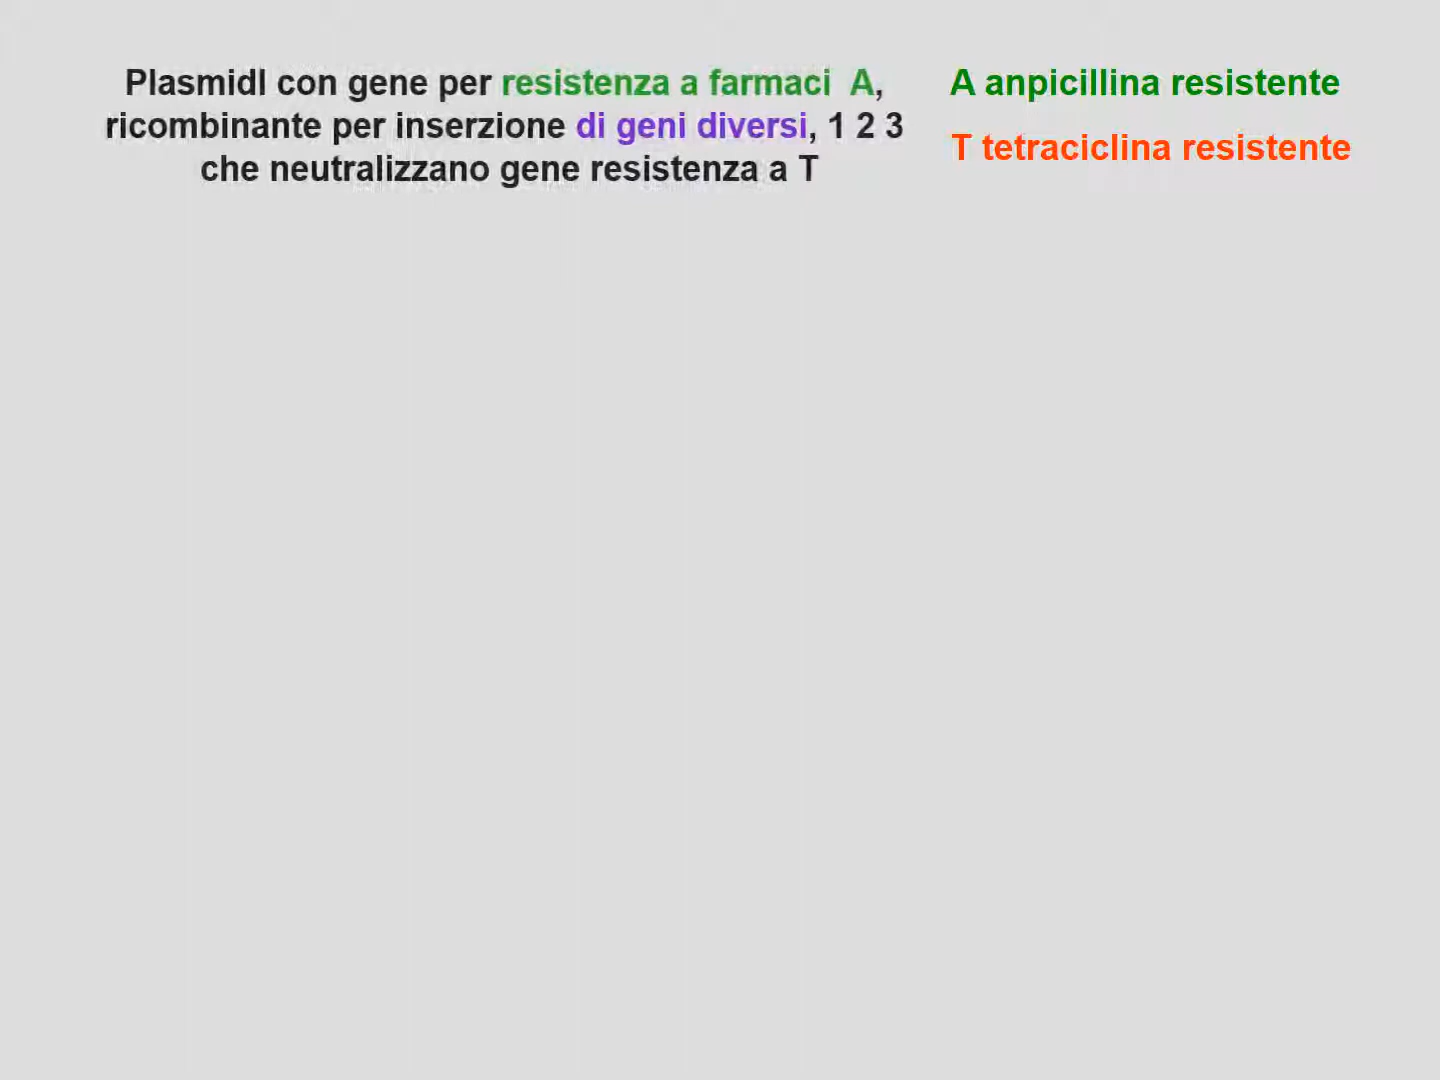 PlasmidI con gene per resistenza a farmaci A,
ricombinante per inserzione di geni diversi, 1 2 3
che neutralizzano gene resistenza a T
A anpicillina resistente
T tetraciclina resistente